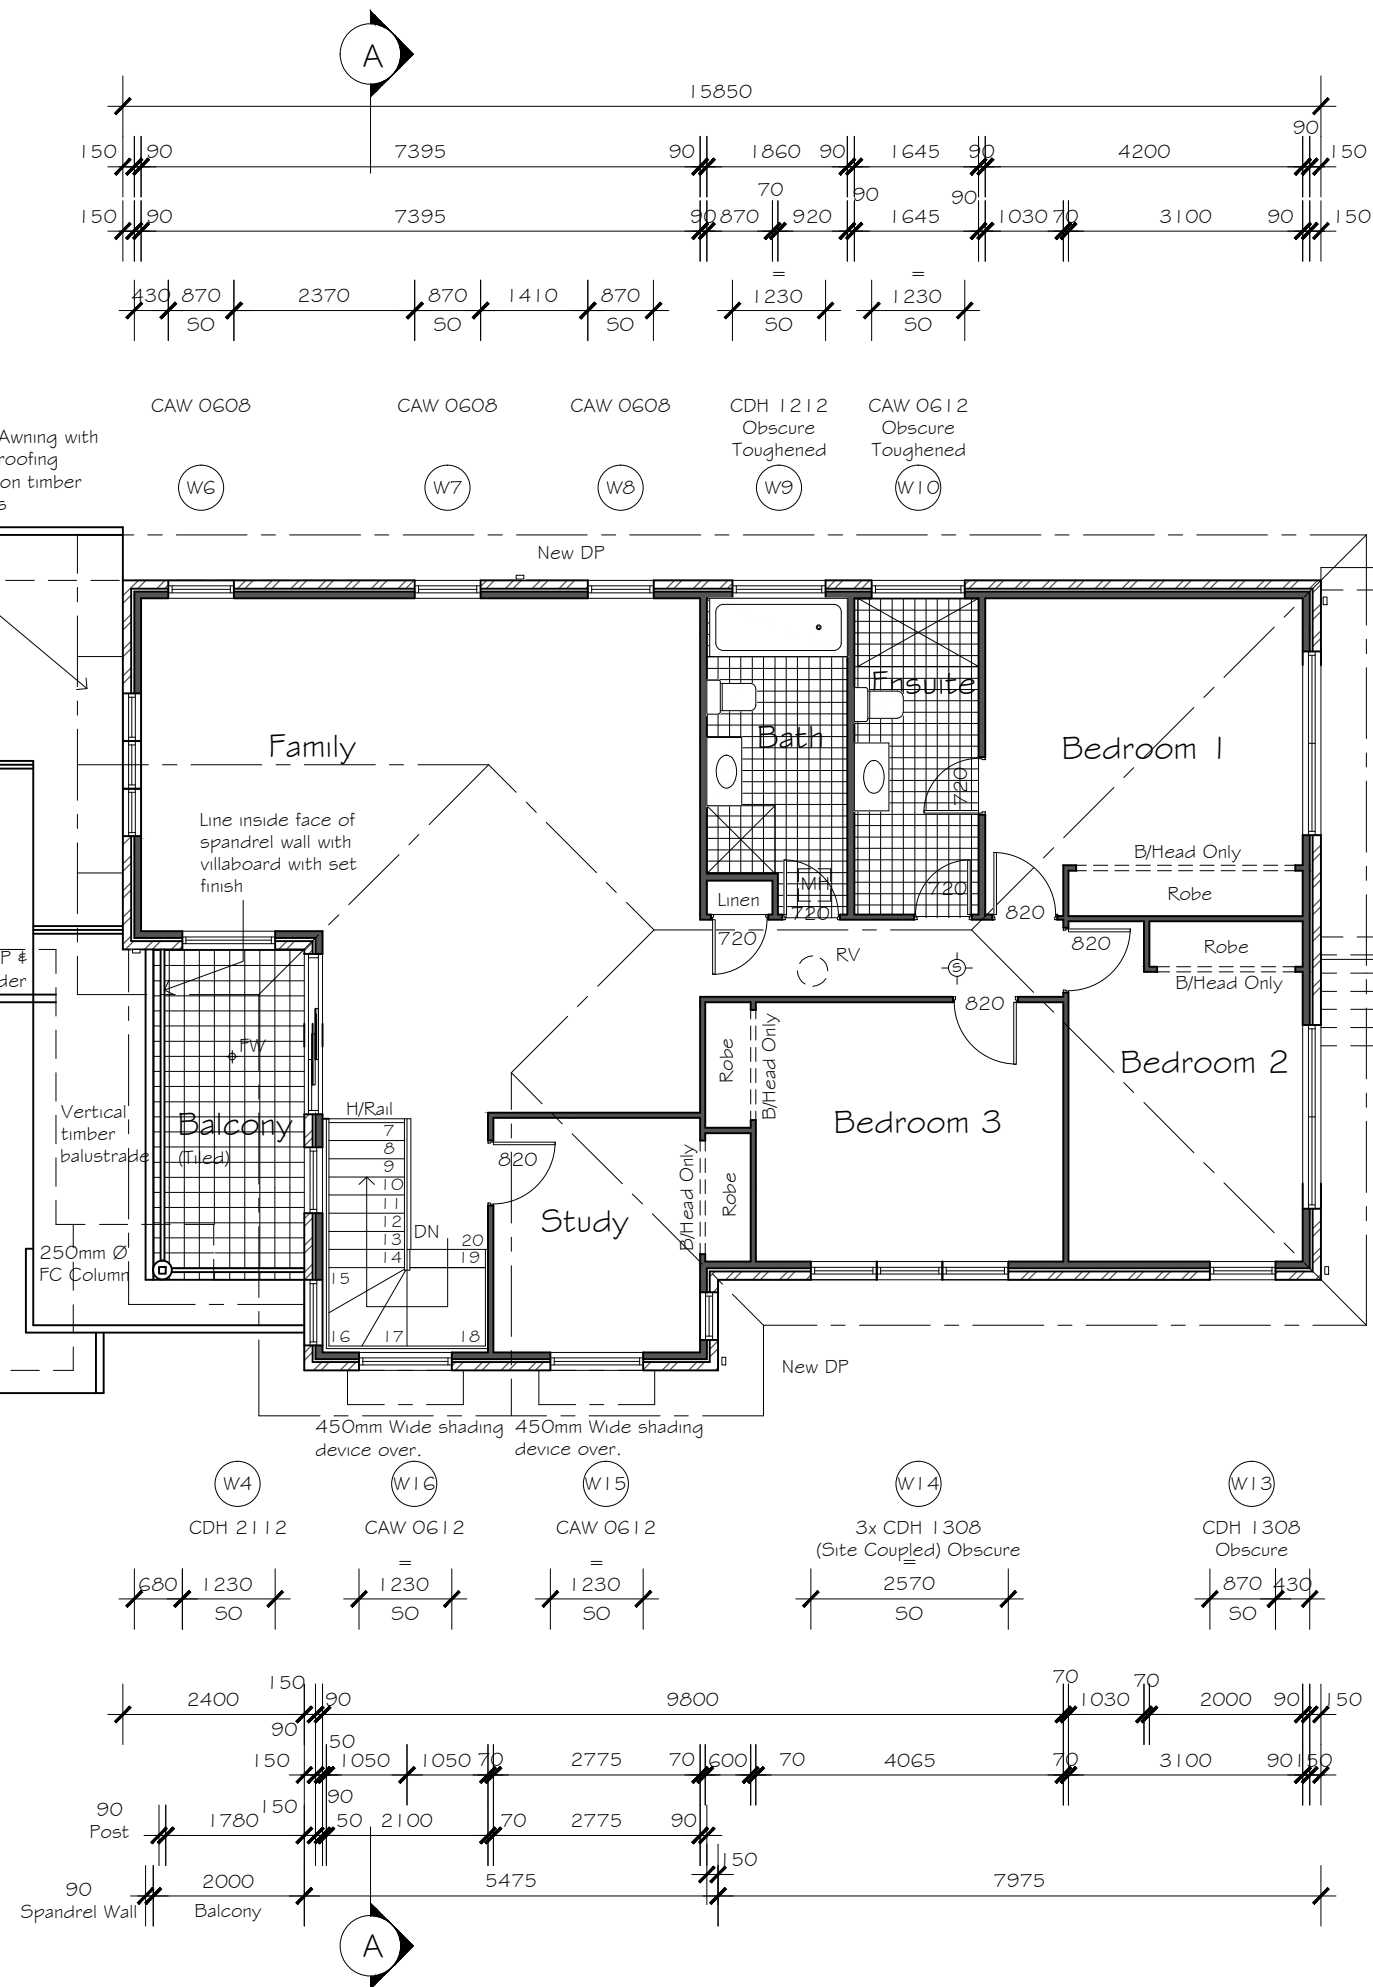 A
15850
90
150 90 7395 90 1860 90 1645 90 4200 150
70 90 90
150 90 7395 90 870 920 1645 1030 70 3100 90 150
= =
430 870 2370 870 1410 870 1230 1230
SO SO SO SO SO
CAW 0608 CAW 0608 CAW 0608 CDH 1212 CAW 0612
Obscure Obscure
Toughened Toughened
Awning with
roofing
on timber
s
W6 W7 W8 W9 W10
New DP
Ensuite
Bath
Family
Bedroom 1
720
Line inside face of
spandrel wall with
villaboard with set
finish
B/Head Only
Robe
MH
Linen
720
720
820
720
820
Robe
B/Head Only
RV
S
P &
der
820
FW
Robe
B/Head Only
Bedroom 2
Vertical
timber
balustrade
Balcony
(Tiled)
H/Rail
7
8
9
10
11
12
13
14
15
16 17 18
19
20
DN
820
Study
B/Head Only
Robe
Bedroom 3
250mm Ø
FC Column
New DP
450mm Wide shading
device over.
450mm Wide shading
device over.
W4 W16 W15 W14 W13
CDH 2112 CAW 0612 CAW 0612 3x CDH 1308 CDH 1308
(Site Coupled) Obscure Obscure
= = =
680 1230 1230 1230 2570 870 430
SO SO SO SO SO
150 70 70
2400 90 9800 1030 2000 90 150
90 50
150 1050 1050 70 2775 70 600 70 4065 70 3100 90 150
90
Post
150 90
1780 50 2100 70 2775 90
150
90
Spandrel Wall
2000 5475 7975
Balcony
A